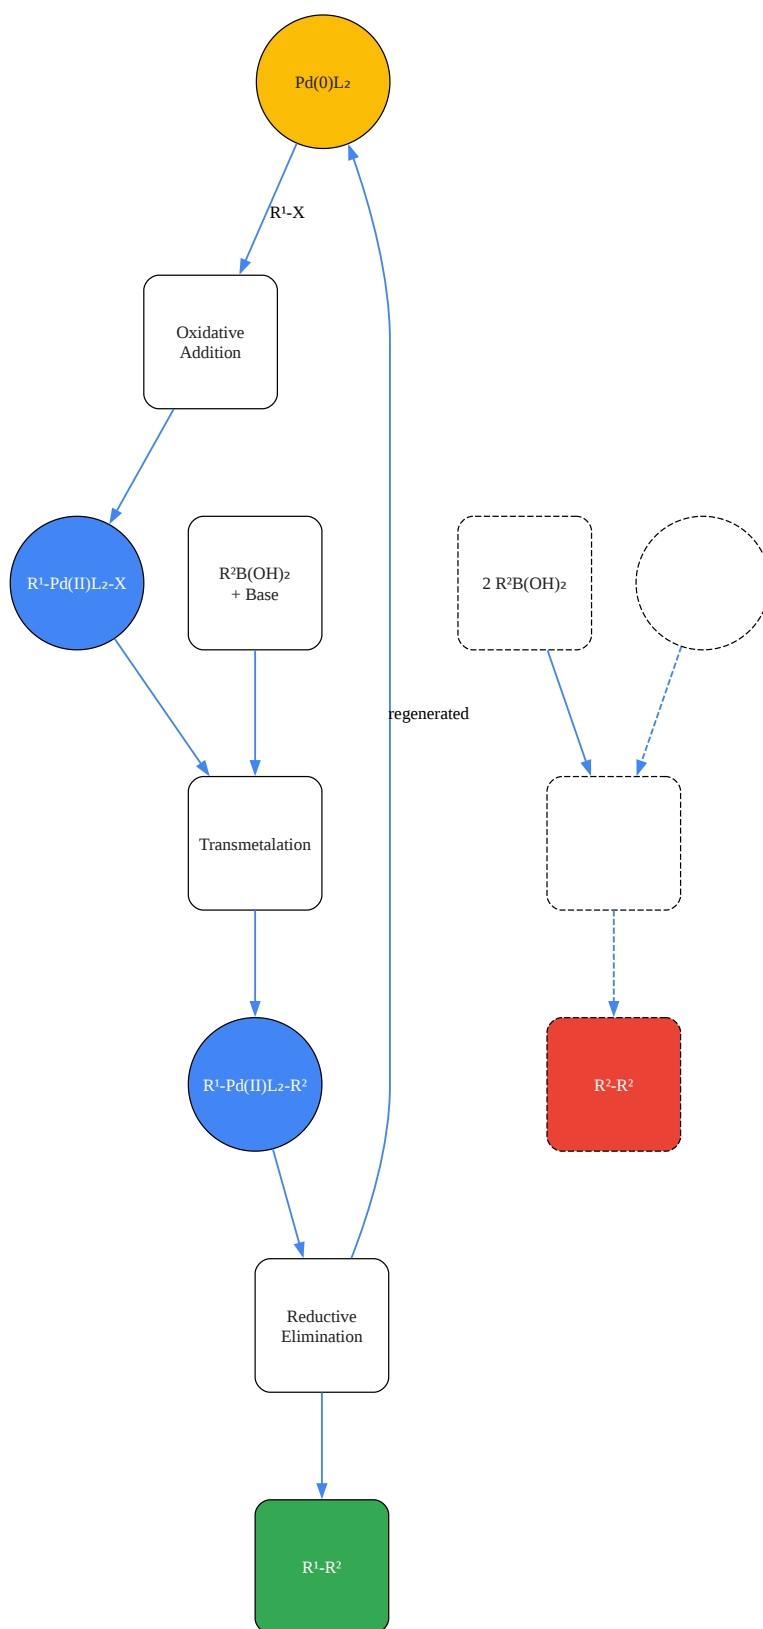 Pd(0)L₂
R¹-X
Oxidative
Addition
R¹-Pd(II)L₂-X
R²B(OH)₂
+ Base
2 R²B(OH)₂
regenerated
Transmetalation
R¹-Pd(II)L₂-R²
R²-R²
Reductive
Elimination
R¹-R²